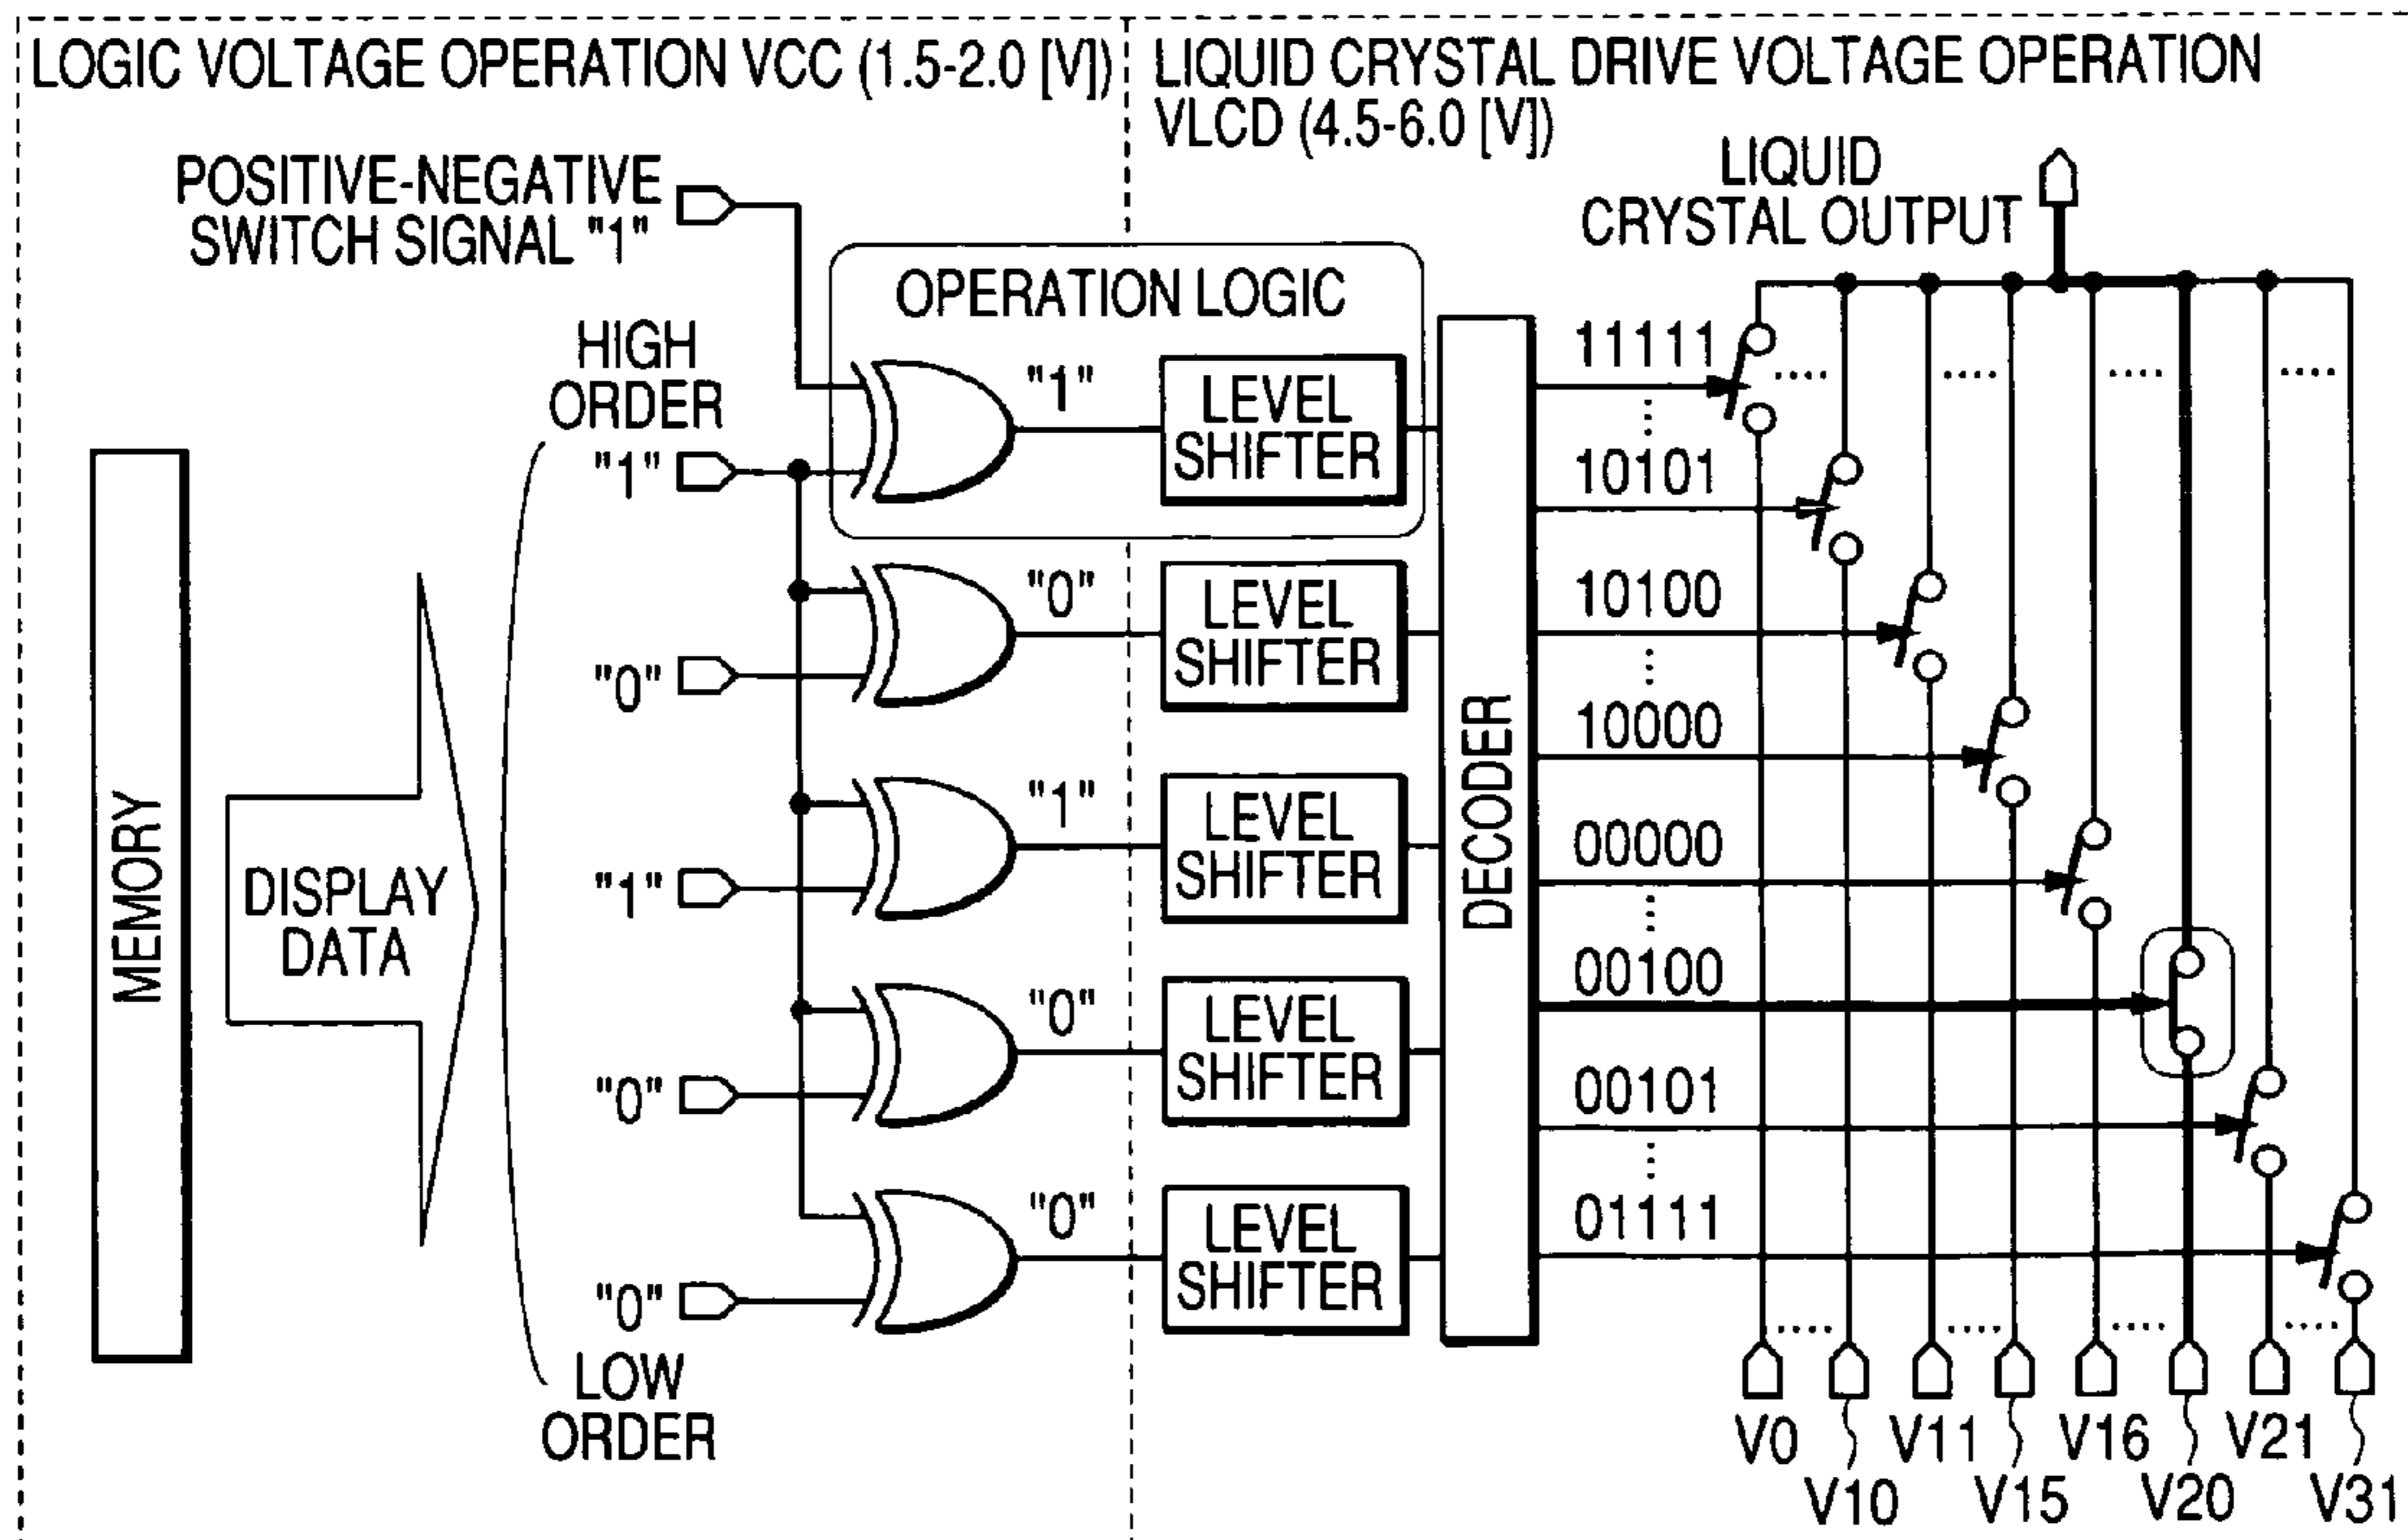 LOGIC VOLTAGE OPERATION VCC (1.5-2.0 [V])
LIQUID CRYSTAL DRIVE VOLTAGE OPERATION
VLCD (4.5-6.0 [V])
POSITIVE-NEGATIVE
SWITCH SIGNAL "1"
LIQUID
CRYSTAL OUTPUT
OPERATION LOGIC
HIGH
ORDER
"1"
"0"
"1"
"0"
"0"
LOW
ORDER
MEMORY
DISPLAY
DATA
"1"
LEVEL
SHIFTER
"0"
LEVEL
SHIFTER
"1"
LEVEL
SHIFTER
"0"
LEVEL
SHIFTER
"0"
LEVEL
SHIFTER
DECODER
11111
10101
10100
10000
00000
00100
00101
01111
V0
V10
V11
V15
V16
V20
V21
V31